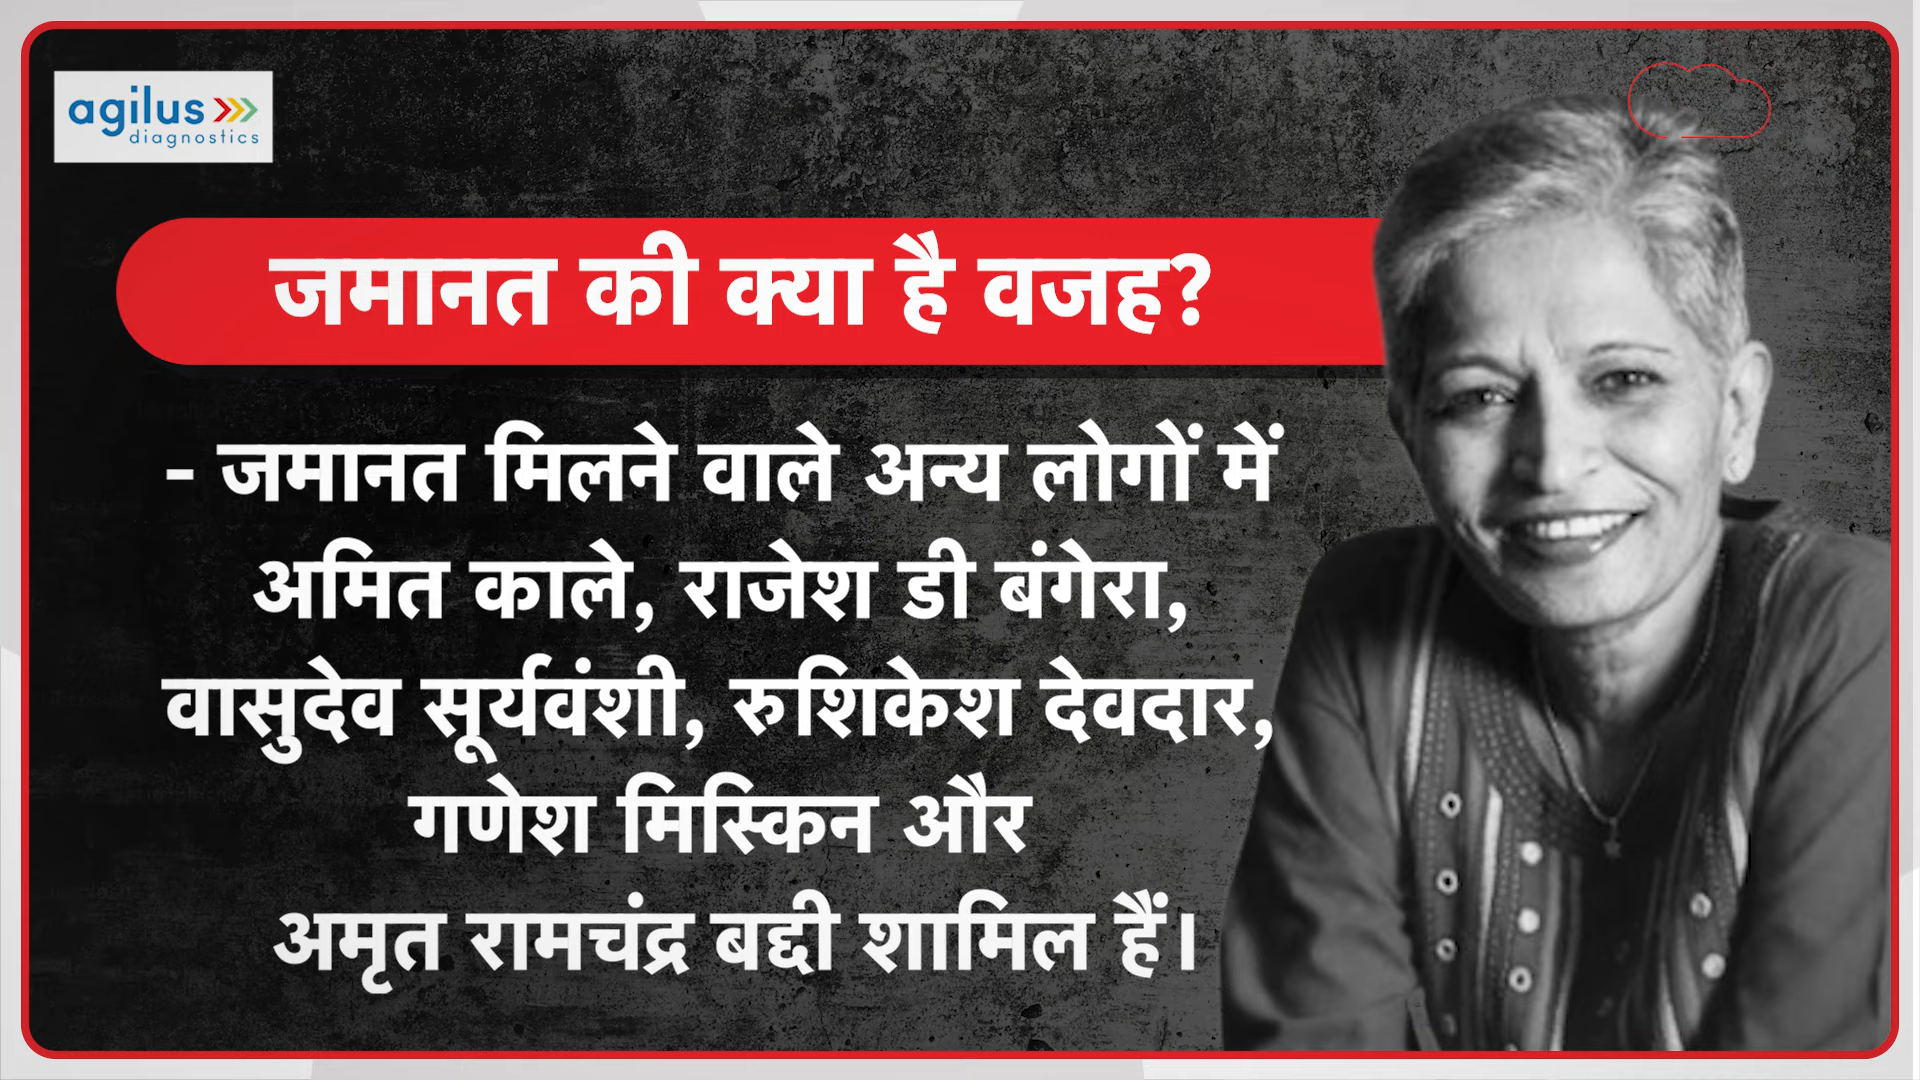 agilus
diagnostics
जमानत की क्या है वजह?
- जमानत मिलने वाले अन्य लोगों में
अमित काले, राजेश डी बंगेरा,
वासुदेव सूर्यवंशी, रुशिकेश देवदार,
गणेश मिस्किन और
अमृत रामचंद्र बद्दी शामिल हैं।